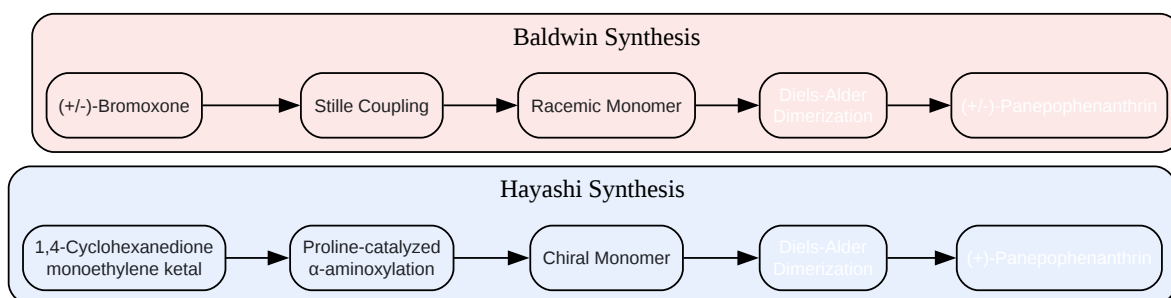 Baldwin Synthesis
(+/-)-Bromoxone
Stille Coupling
Racemic Monomer
Diels-Alder
Dimerization
(+/-)-Panepophenanthrin
Hayashi Synthesis
1,4-Cyclohexanedione
monoethylene ketal
Proline-catalyzed
α-aminoxylation
Chiral Monomer
Diels-Alder
Dimerization
(+)-Panepophenanthrin